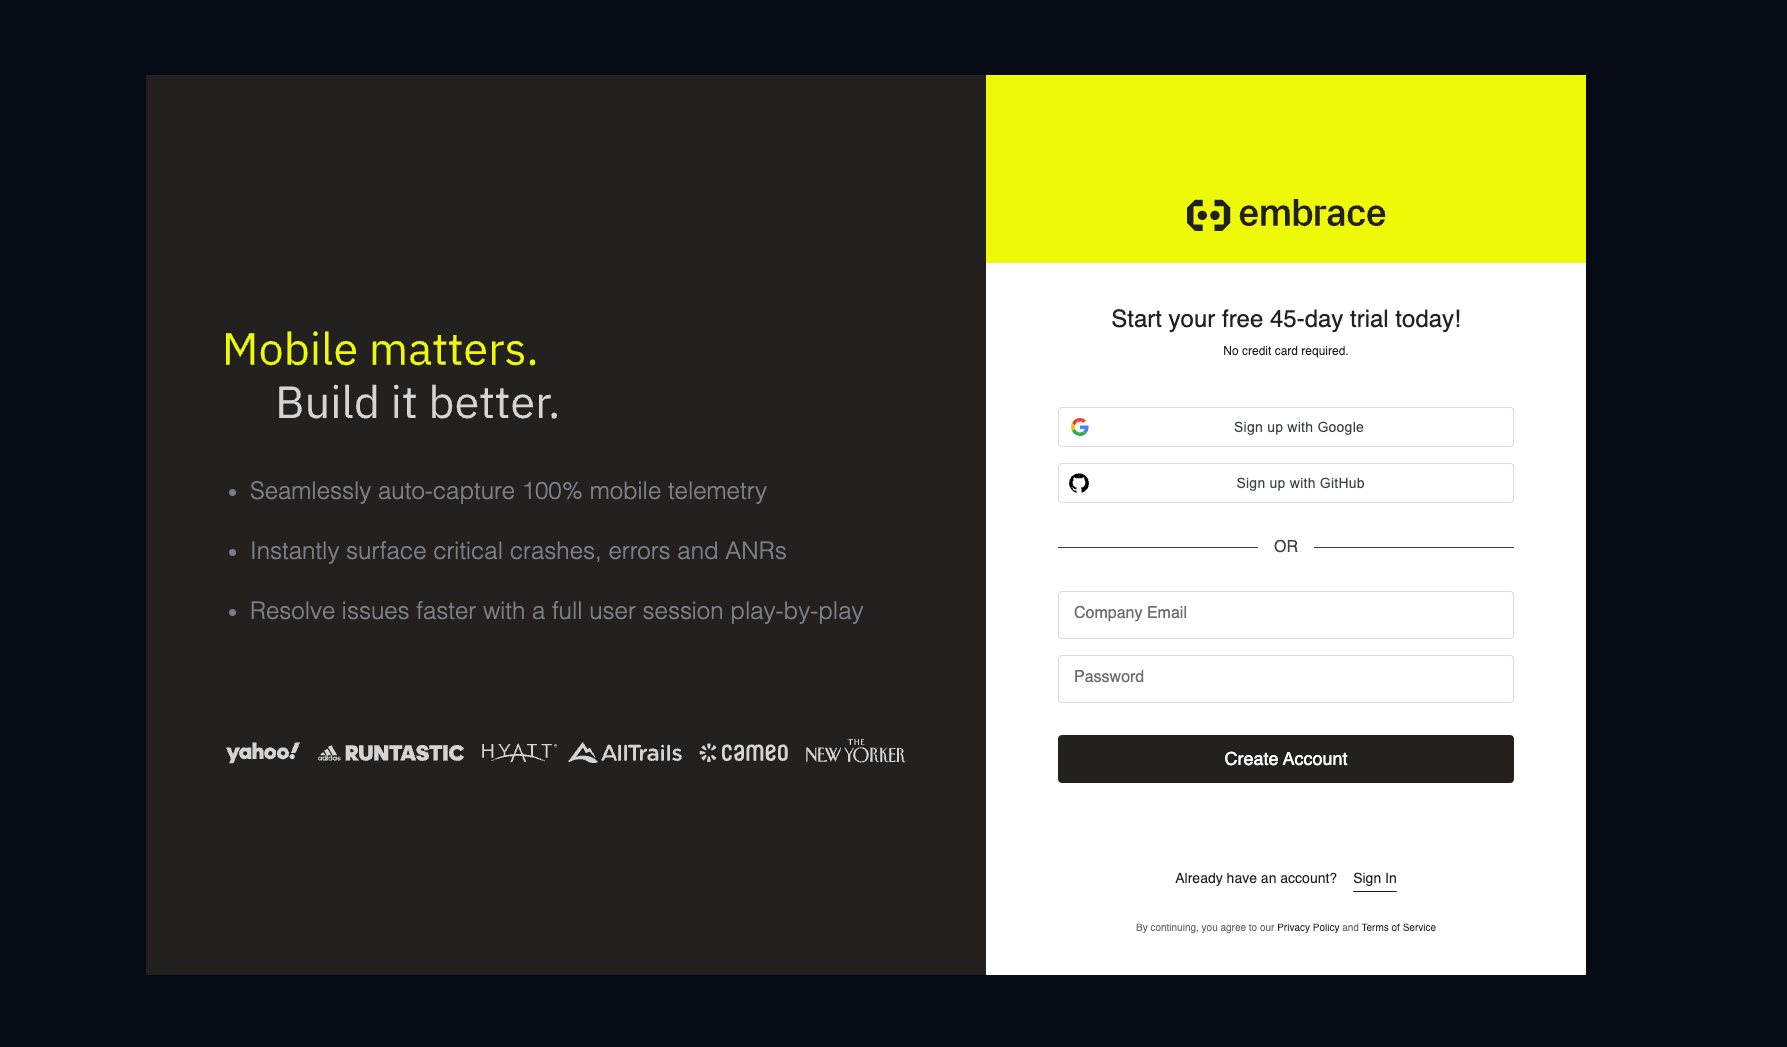 Mobile matters.
Build it better.
• Seamlessly auto-capture 100% mobile telemetry
• Instantly surface critical crashes, errors and ANRs
• Resolve issues faster with a full user session play-by-play
yahoo! adidas RUNTASTIC HYATT® AllTrails cameo THE NEW YORKER
embrace
Start your free 45-day trial today!
No credit card required.
Sign up with Google
Sign up with GitHub
OR
Company Email
Password
Create Account
Already have an account? Sign In
By continuing, you agree to our Privacy Policy and Terms of Service